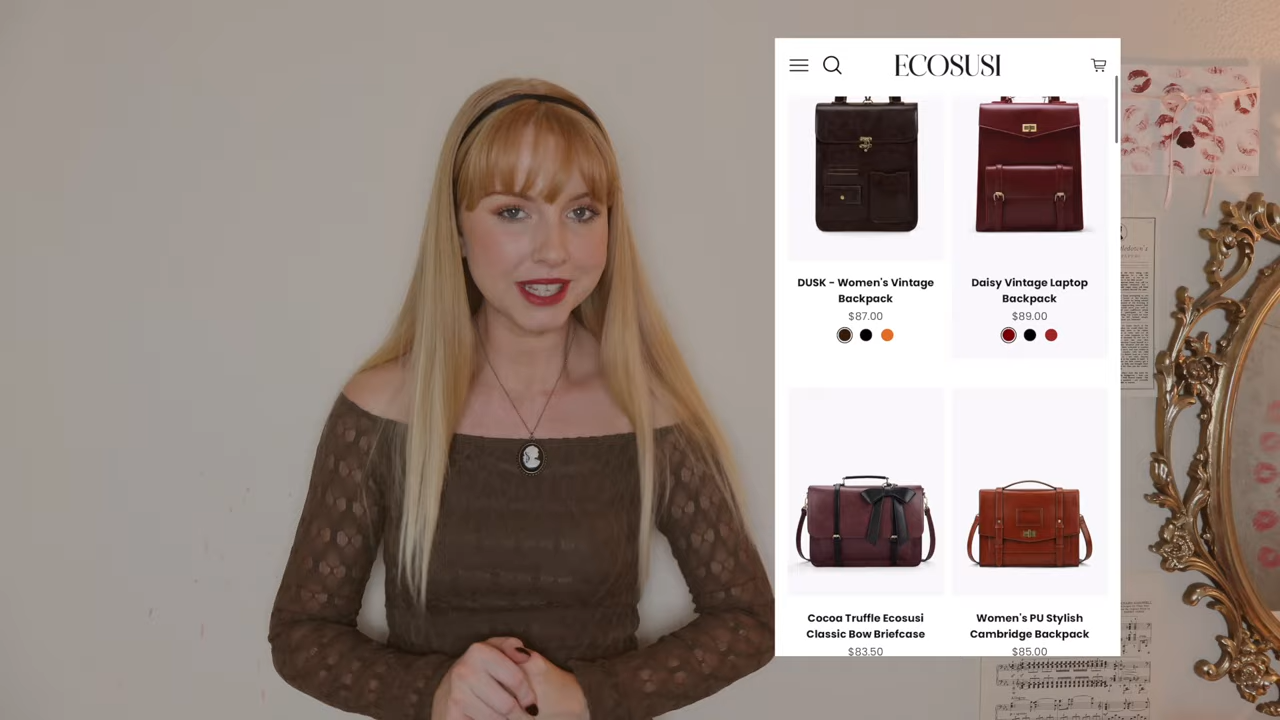 ECOSUSI
DUSK - Women's Vintage
Backpack
$87.00
Daisy Vintage Laptop
Backpack
$89.00
Cocoa Truffle Ecosusi
Classic Bow Briefcase
$83.50
Women's PU Stylish
Cambridge Backpack
$85.00